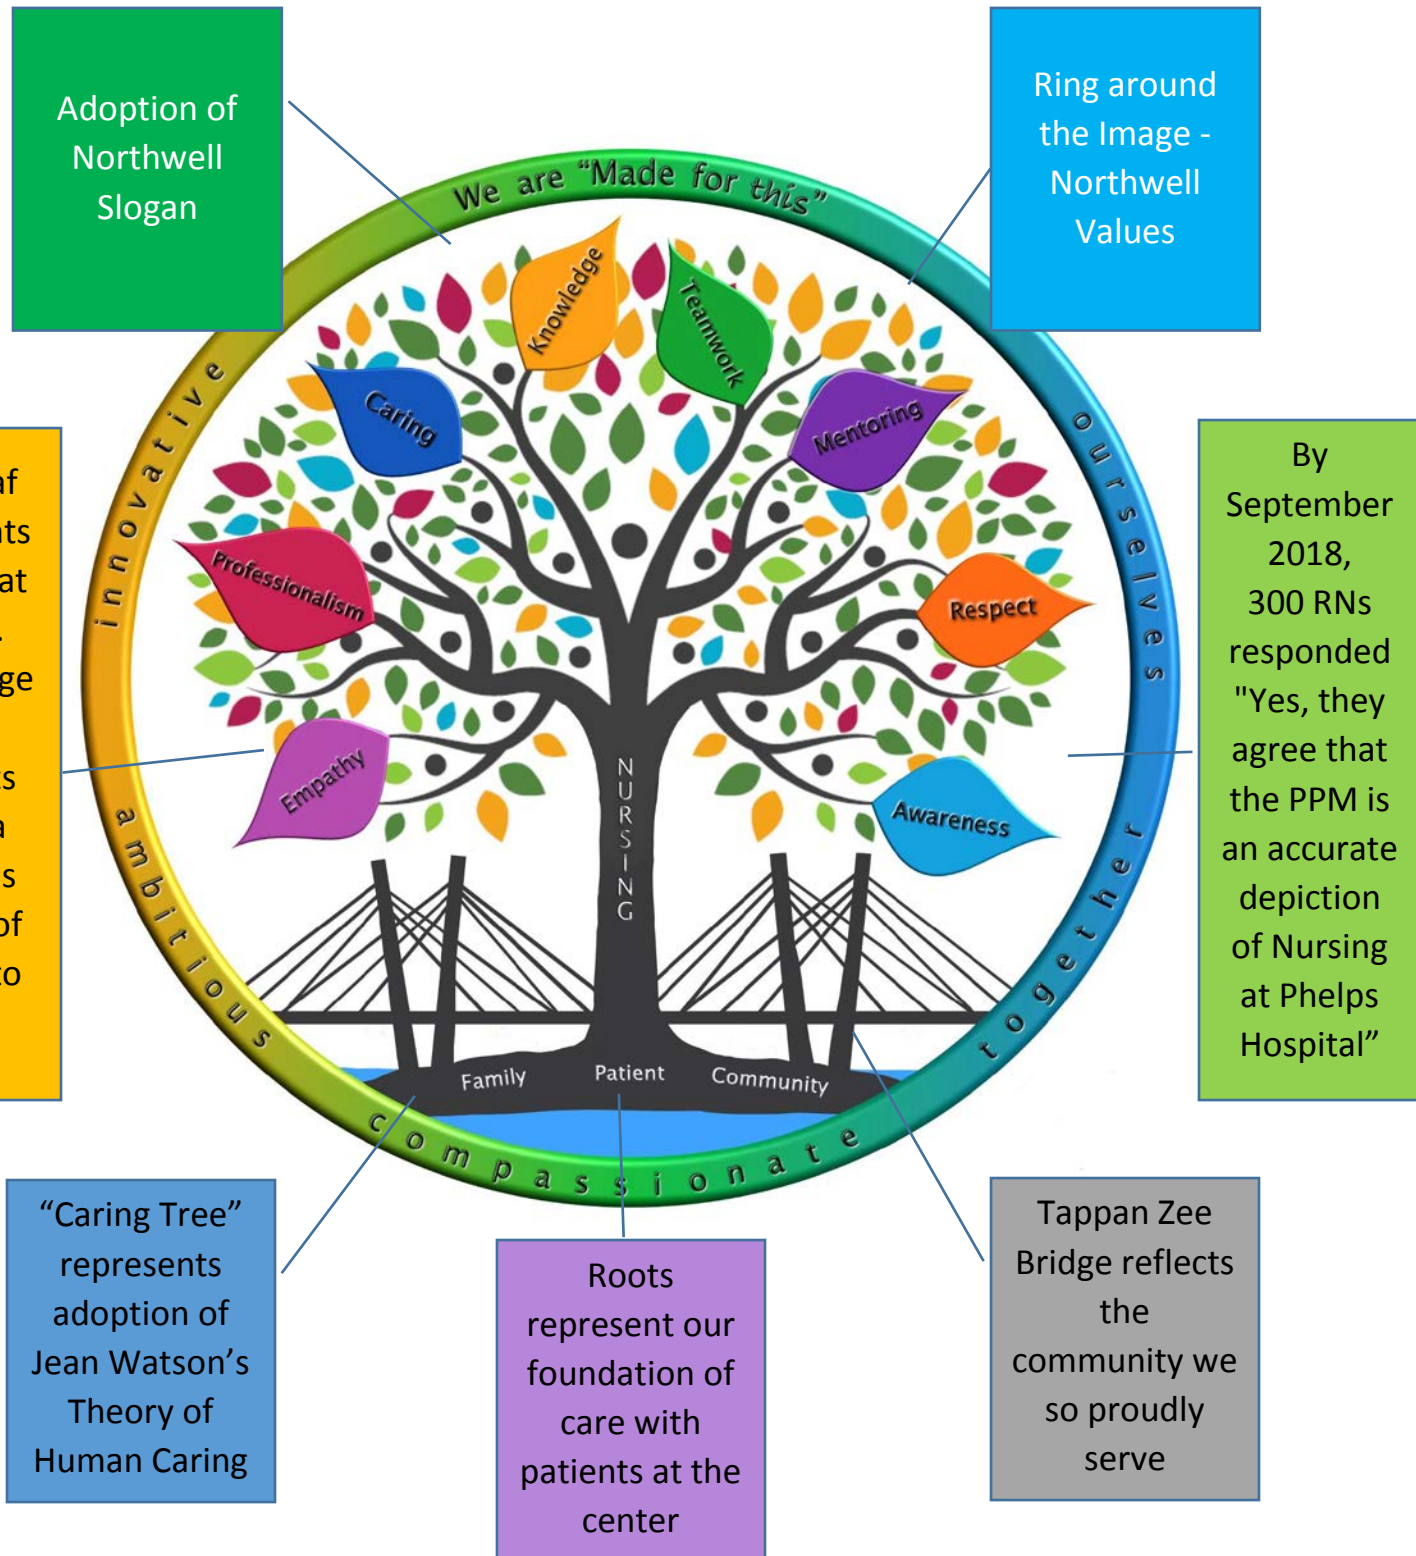 Adoption of
Northwell
Slogan
Ring around
the Image -
Northwell
Values
We are "Made for this"
innovative
ourselves
ambitious
together
compassionate
Knowledge
Teamwork
Caring
Mentoring
Professionalism
Respect
Empathy
Awareness
NURSING
Family
Patient
Community
to
of
By
September
2018,
300 RNs
responded
"Yes, they
agree that
the PPM is
an accurate
depiction
of Nursing
at Phelps
Hospital”
“Caring Tree”
represents
adoption of
Jean Watson’s
Theory of
Human Caring
Roots
represent our
foundation of
care with
patients at the
center
Tappan Zee
Bridge reflects
the
community we
so proudly
serve